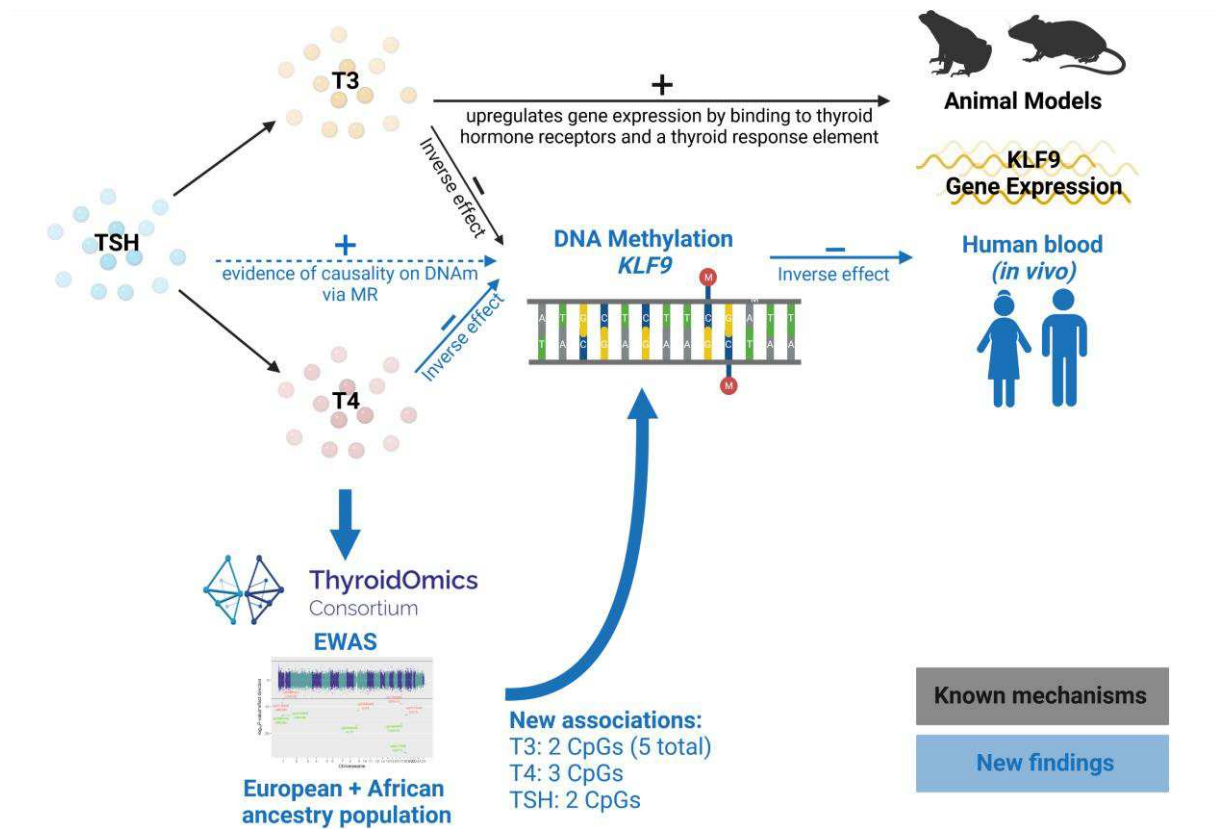 T3
+
upregulates gene expression by binding to thyroid
hormone receptors and a thyroid response element
Animal Models
Inverse effect
−
KLF9
Gene Expression
TSH
+
evidence of causality on DNAm
via MR
DNA Methylation
KLF9
−
Inverse effect
Human blood
(in vivo)
−
Inverse effect
M
A T G C T C T T C G A T T
T A C G A G A A G C T A A
M
T4
ThyroidOmics
Consortium
EWAS
Chromosome
New associations:
T3: 2 CpGs (5 total)
T4: 3 CpGs
TSH: 2 CpGs
European + African
ancestry population
Known mechanisms
New findings